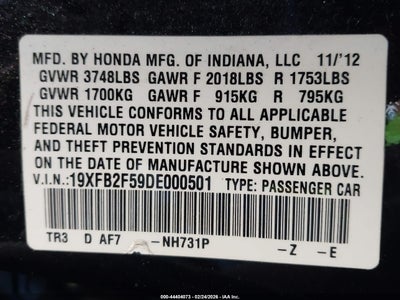 MFD. BY HONDA MFG. OF INDIANA, LLC 11/'12
GVWR 3748LBS GAWR F 2018LBS R 1753LBS
GVWR 1700KG GAWR F 915KG R 795KG
THIS VEHICLE CONFORMS TO ALL APPLICABLE
FEDERAL MOTOR VEHICLE SAFETY, BUMPER,
AND THEFT PREVENTION STANDARDS IN EFFECT
ON THE DATE OF MANUFACTURE SHOWN ABOVE.
V.I.N.:19XFB2F59DE000501 TYPE: PASSENGER CAR
TR3 D AF7 -NH731P -Z -E
000-44404073 - 02/24/2026 - IAA, Inc.